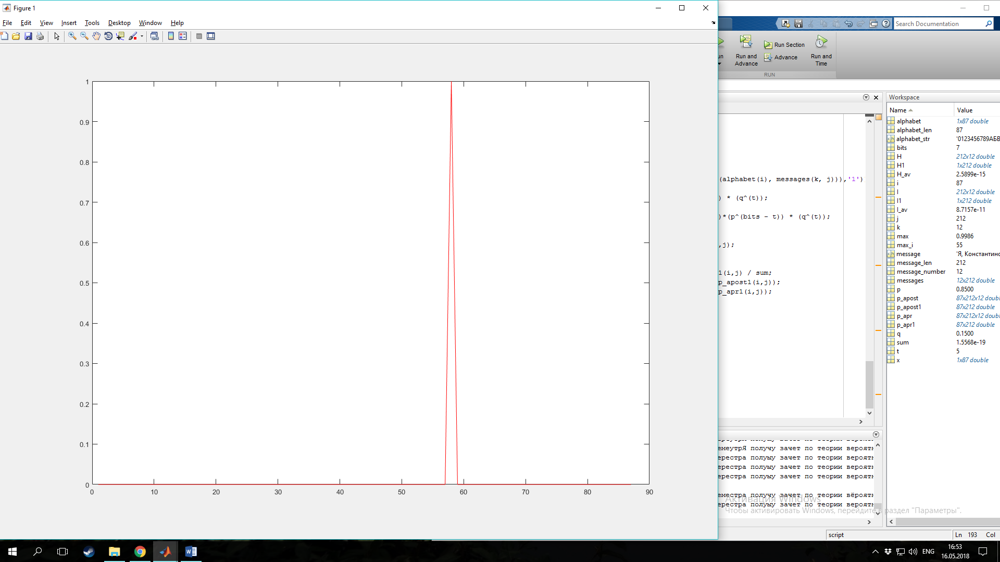 Figure 1
File Edit View Insert Tools Desktop Window Help
1
0.9
0.8
0.7
0.6
0.5
0.4
0.3
0.2
0.1
0
0 10 20 30 40 50 60 70 80 90
Search Documentation
Run and Advance
Run Section
Advance
Run and Time
RUN
(alphabet(i), messages(k, j))),'1')
) * (q^(t));
)*(p^(bits - t)) * (q^(t));
,j);
1(i,j) / sum;
p_apost1(i,j));
p_apr1(i,j));
емеутрЯ получу зачет по теории вероятн
ерестра полуыу зачет по теории вероятн
ерестра полуыу зачет по теории вероятн
ерестра полуыу зачет по теории вероятн
еместра получу зачет по теории вёроятн
ерестра полуыу зачет по теории вероятн
Активация Windows
Чтобы активировать Windows, перейдите в раздел "Параметры".
Workspace
Name Value
alphabet 1x87 double
alphabet_len 87
alphabet_str '0123456789АБВ
bits 7
H 212x12 double
H1 1x212 double
H_av 2.5899e-15
i 87
I 212x12 double
I1 1x212 double
I_av 8.7157e-11
j 212
k 12
max 0.9986
max_i 55
message 'Я, Константино
message_len 212
message_number 12
messages 12x212 double
p 0.8500
p_apost 87x212x12 doubl
p_apost1 87x212 double
p_apr 87x212x12 doubl
p_apr1 87x212 double
q 0.1500
sum 1.5568e-19
t 5
x 1x87 double
script
Ln 193 Col
ENG
16:53
16.05.2018